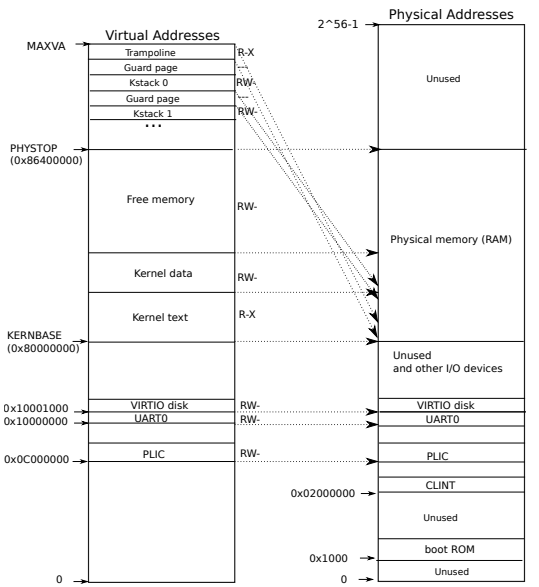 Virtual Addresses
MAXVA
Trampoline
R-X
Guard page
---
Kstack 0
RW-
Guard page
---
Kstack 1
RW-
...
PHYSTOP
(0x86400000)
Free memory
RW-
Kernel data
RW-
Kernel text
R-X
KERNBASE
(0x80000000)
0x10001000
VIRTIO disk
RW-
0x10000000
UART0
RW-
0x0C000000
PLIC
RW-
0
Physical Addresses
2^56-1
Unused
Physical memory (RAM)
Unused
and other I/O devices
VIRTIO disk
UART0
PLIC
CLINT
0x02000000
Unused
boot ROM
0x1000
Unused
0